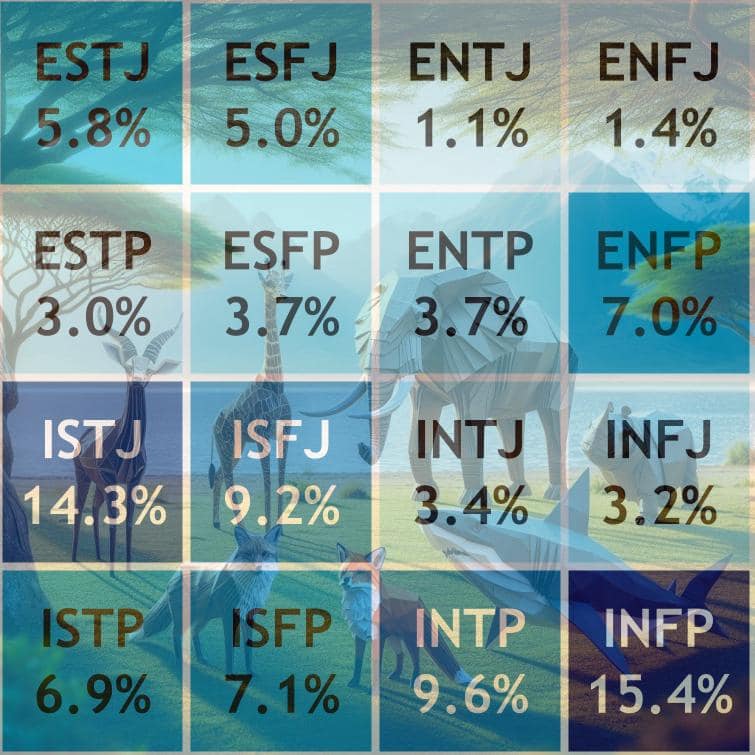 ESTJ ESFJ ENTJ ENFJ
5.8% 5.0% 1.1% 1.4%
ESTP ESFP ENTP ENFP
3.0% 3.7% 3.7% 7.0%
ISTJ ISFJ INTJ INFJ
14.3% 9.2% 3.4% 3.2%
ISTP ISFP INTP INFP
6.9% 7.1% 9.6% 15.4%